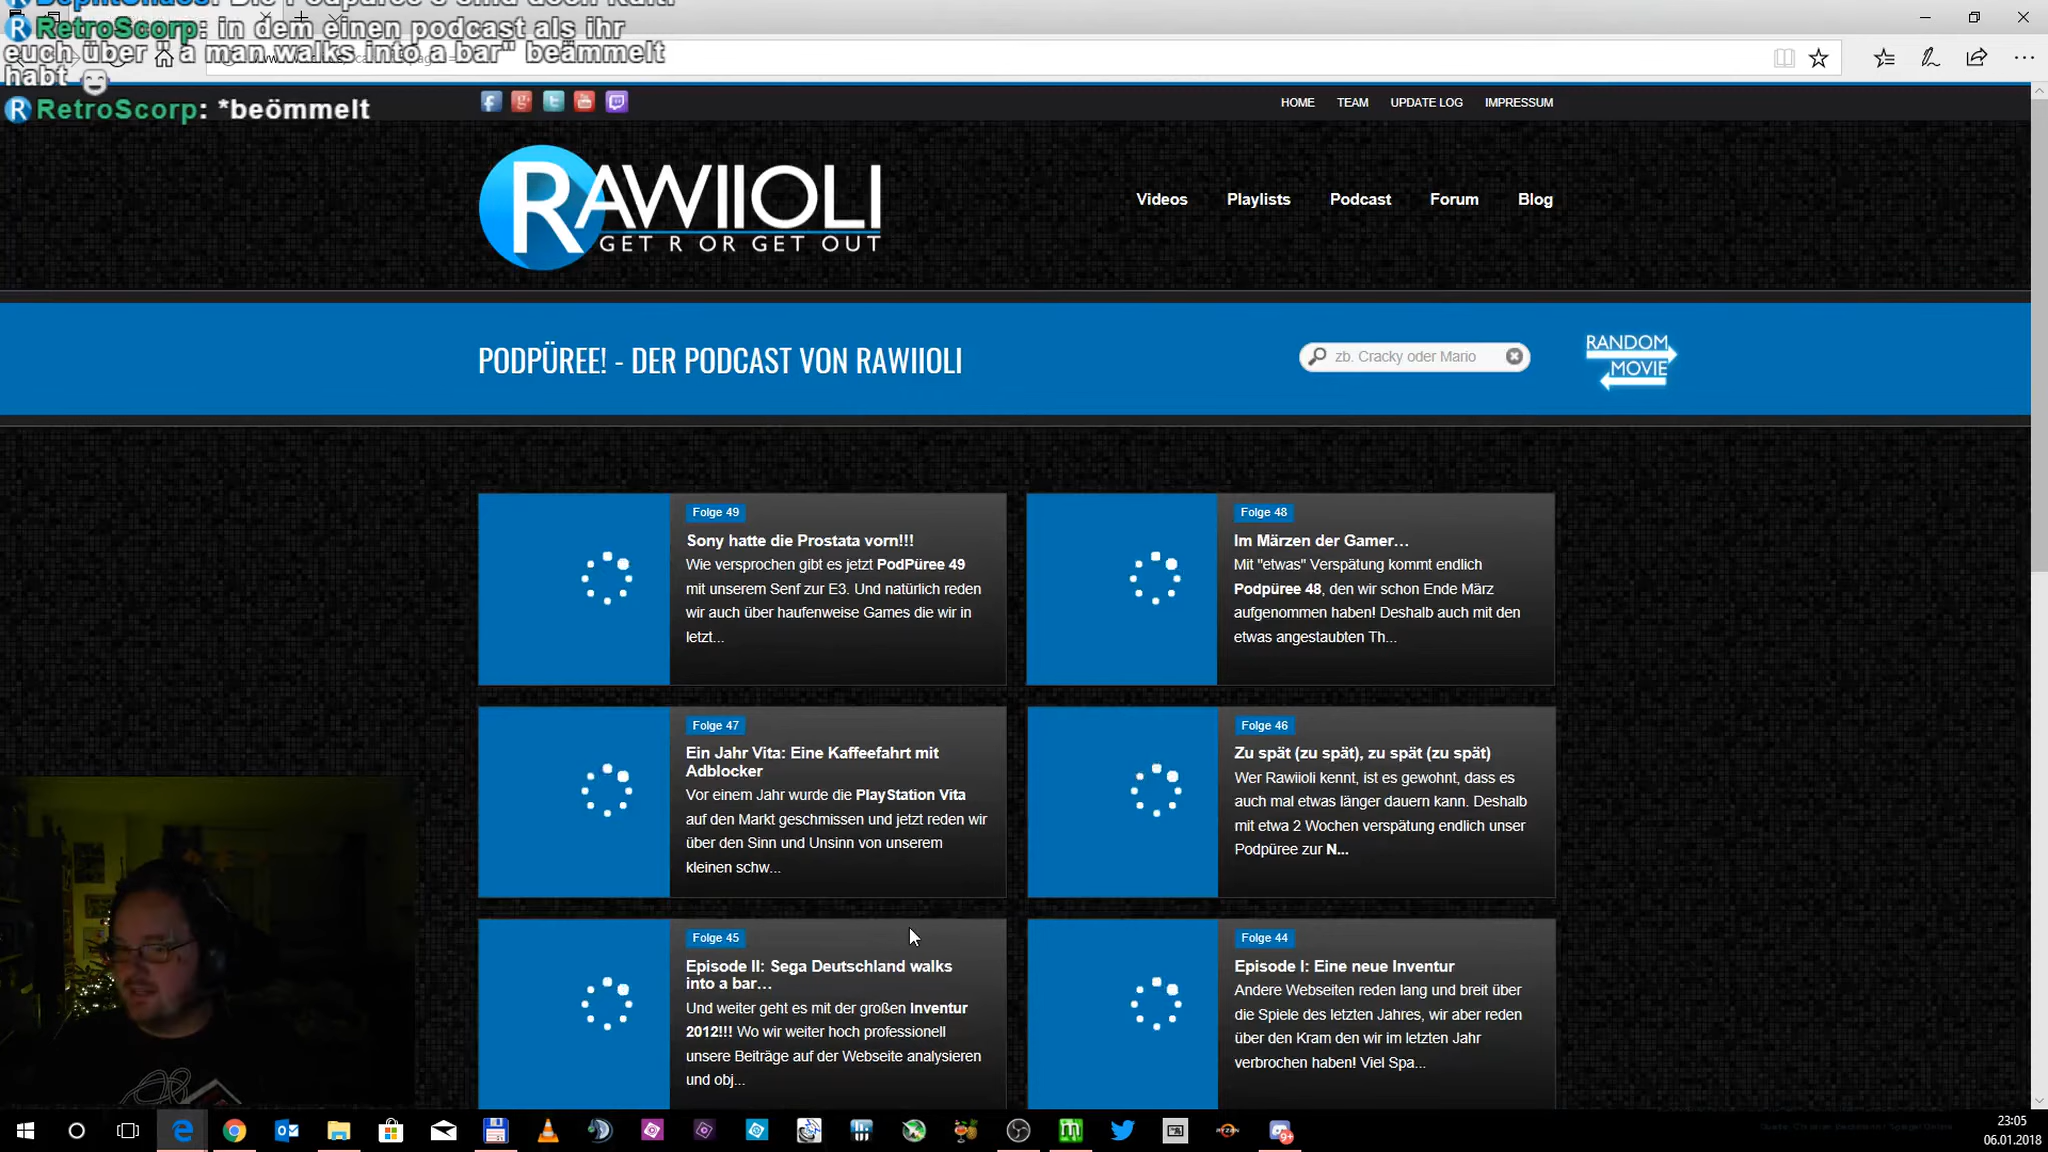 RetroScorp: in dem einen podcast als ihr
euch über " a man walks into a bar" beämmelt
habt
RetroScorp: *beömmelt
HOME TEAM UPDATE LOG IMPRESSUM
RAWIIOLI
GET R OR GET OUT
Videos Playlists Podcast Forum Blog
PODPÜREE! - DER PODCAST VON RAWIIOLI
zb. Cracky oder Mario
RANDOM
MOVIE
Folge 49
Sony hatte die Prostata vorn!!!
Wie versprochen gibt es jetzt PodPüree 49
mit unserem Senf zur E3. Und natürlich reden
wir auch über haufenweise Games die wir in
letzt...
Folge 48
Im Märzen der Gamer...
Mit "etwas" Verspätung kommt endlich
Podpüree 48, den wir schon Ende März
aufgenommen haben! Deshalb auch mit den
etwas angestaubten Th...
Folge 47
Ein Jahr Vita: Eine Kaffeefahrt mit
Adblocker
Vor einem Jahr wurde die PlayStation Vita
auf den Markt geschmissen und jetzt reden wir
über den Sinn und Unsinn von unserem
kleinen schw...
Folge 46
Zu spät (zu spät), zu spät (zu spät)
Wer Rawiioli kennt, ist es gewohnt, dass es
auch mal etwas länger dauern kann. Deshalb
mit etwa 2 Wochen verspätung endlich unser
Podpüree zur N...
Folge 45
Episode II: Sega Deutschland walks
into a bar...
Und weiter geht es mit der großen Inventur
2012!!! Wo wir weiter hoch professionell
unsere Beiträge auf der Webseite analysieren
und obj...
Folge 44
Episode I: Eine neue Inventur
Andere Webseiten reden lang und breit über
die Spiele des letzten Jahres, wir aber reden
über den Kram den wir im letzten Jahr
verbrochen haben! Viel Spa...
23:05
06.01.2018